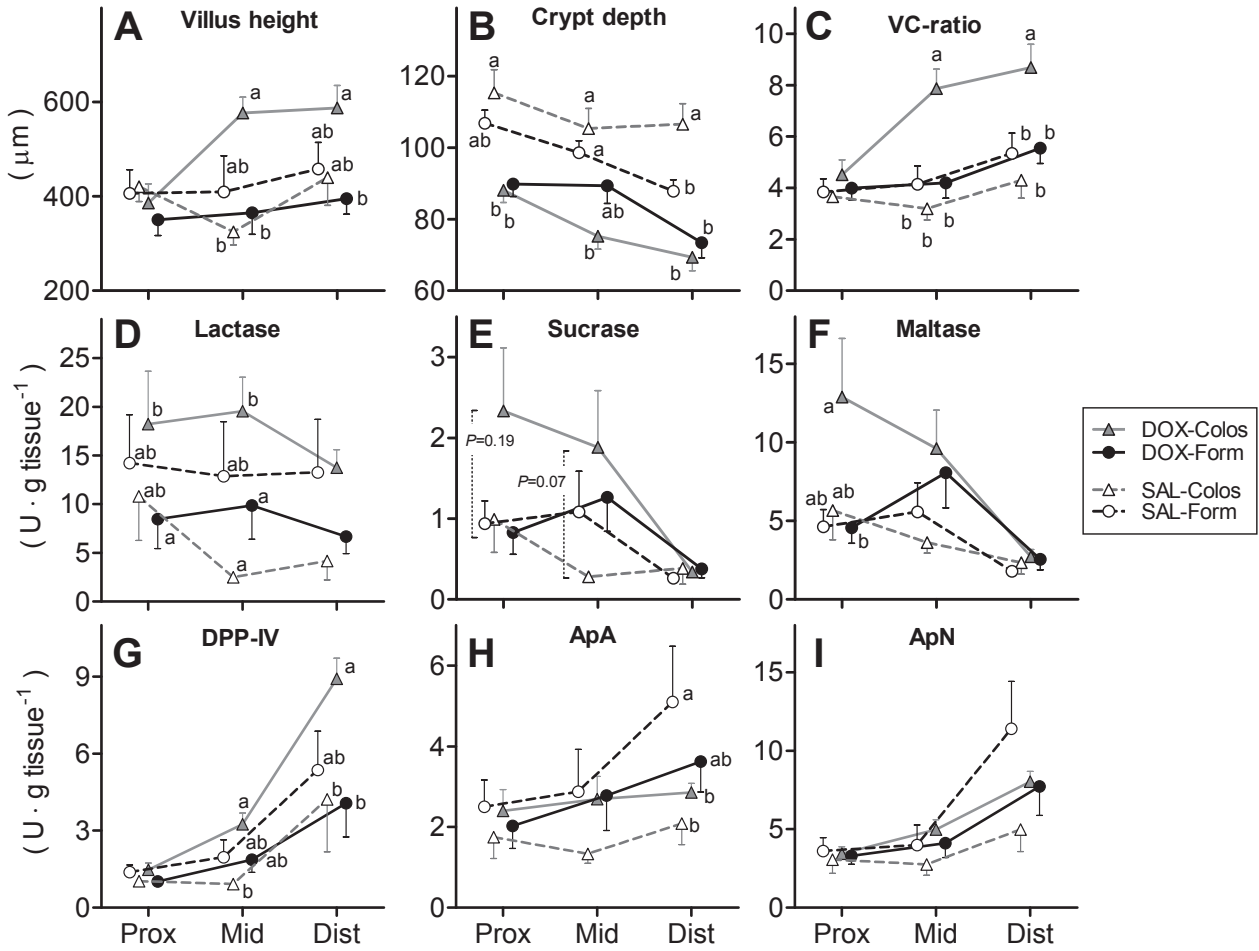 A Villus height
( μm)
600
400
200
a
a
ab
ab
ab
b
b
b
B Crypt depth
120
100
80
60
a
ab
a
a
a
b
b
b
b
ab
b
b
b
C VC-ratio
10
8
6
4
2
0
a
a
b
b
b
b
b
b
D Lactase
( U · g tissue-1 )
25
20
15
10
5
0
b
b
ab
ab
ab
a
a
a
E Sucrase
3
2
1
0
P=0.19
P=0.07
F Maltase
15
10
5
0
a
ab
ab
b
DOX-Colos
DOX-Form
SAL-Colos
SAL-Form
G DPP-IV
( U · g tissue-1 )
9
6
3
0
a
a
ab
ab
ab
b
b
b
Prox Mid Dist
H ApA
6
4
2
0
a
ab
b
b
Prox Mid Dist
I ApN
15
10
5
0
Prox Mid Dist